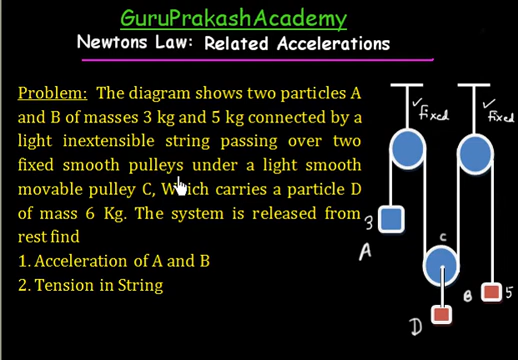 GuruPrakashAcademy
Newtons Law: Related Accelerations
Problem: The diagram shows two particles A
and B of masses 3 kg and 5 kg connected by a
light inextensible string passing over two
fixed smooth pulleys under a light smooth
movable pulley C, Which carries a particle D
of mass 6 Kg. The system is released from
rest find
1. Acceleration of A and B
2. Tension in String
✓fixed
✓fixed
3
A
C
B
5
D